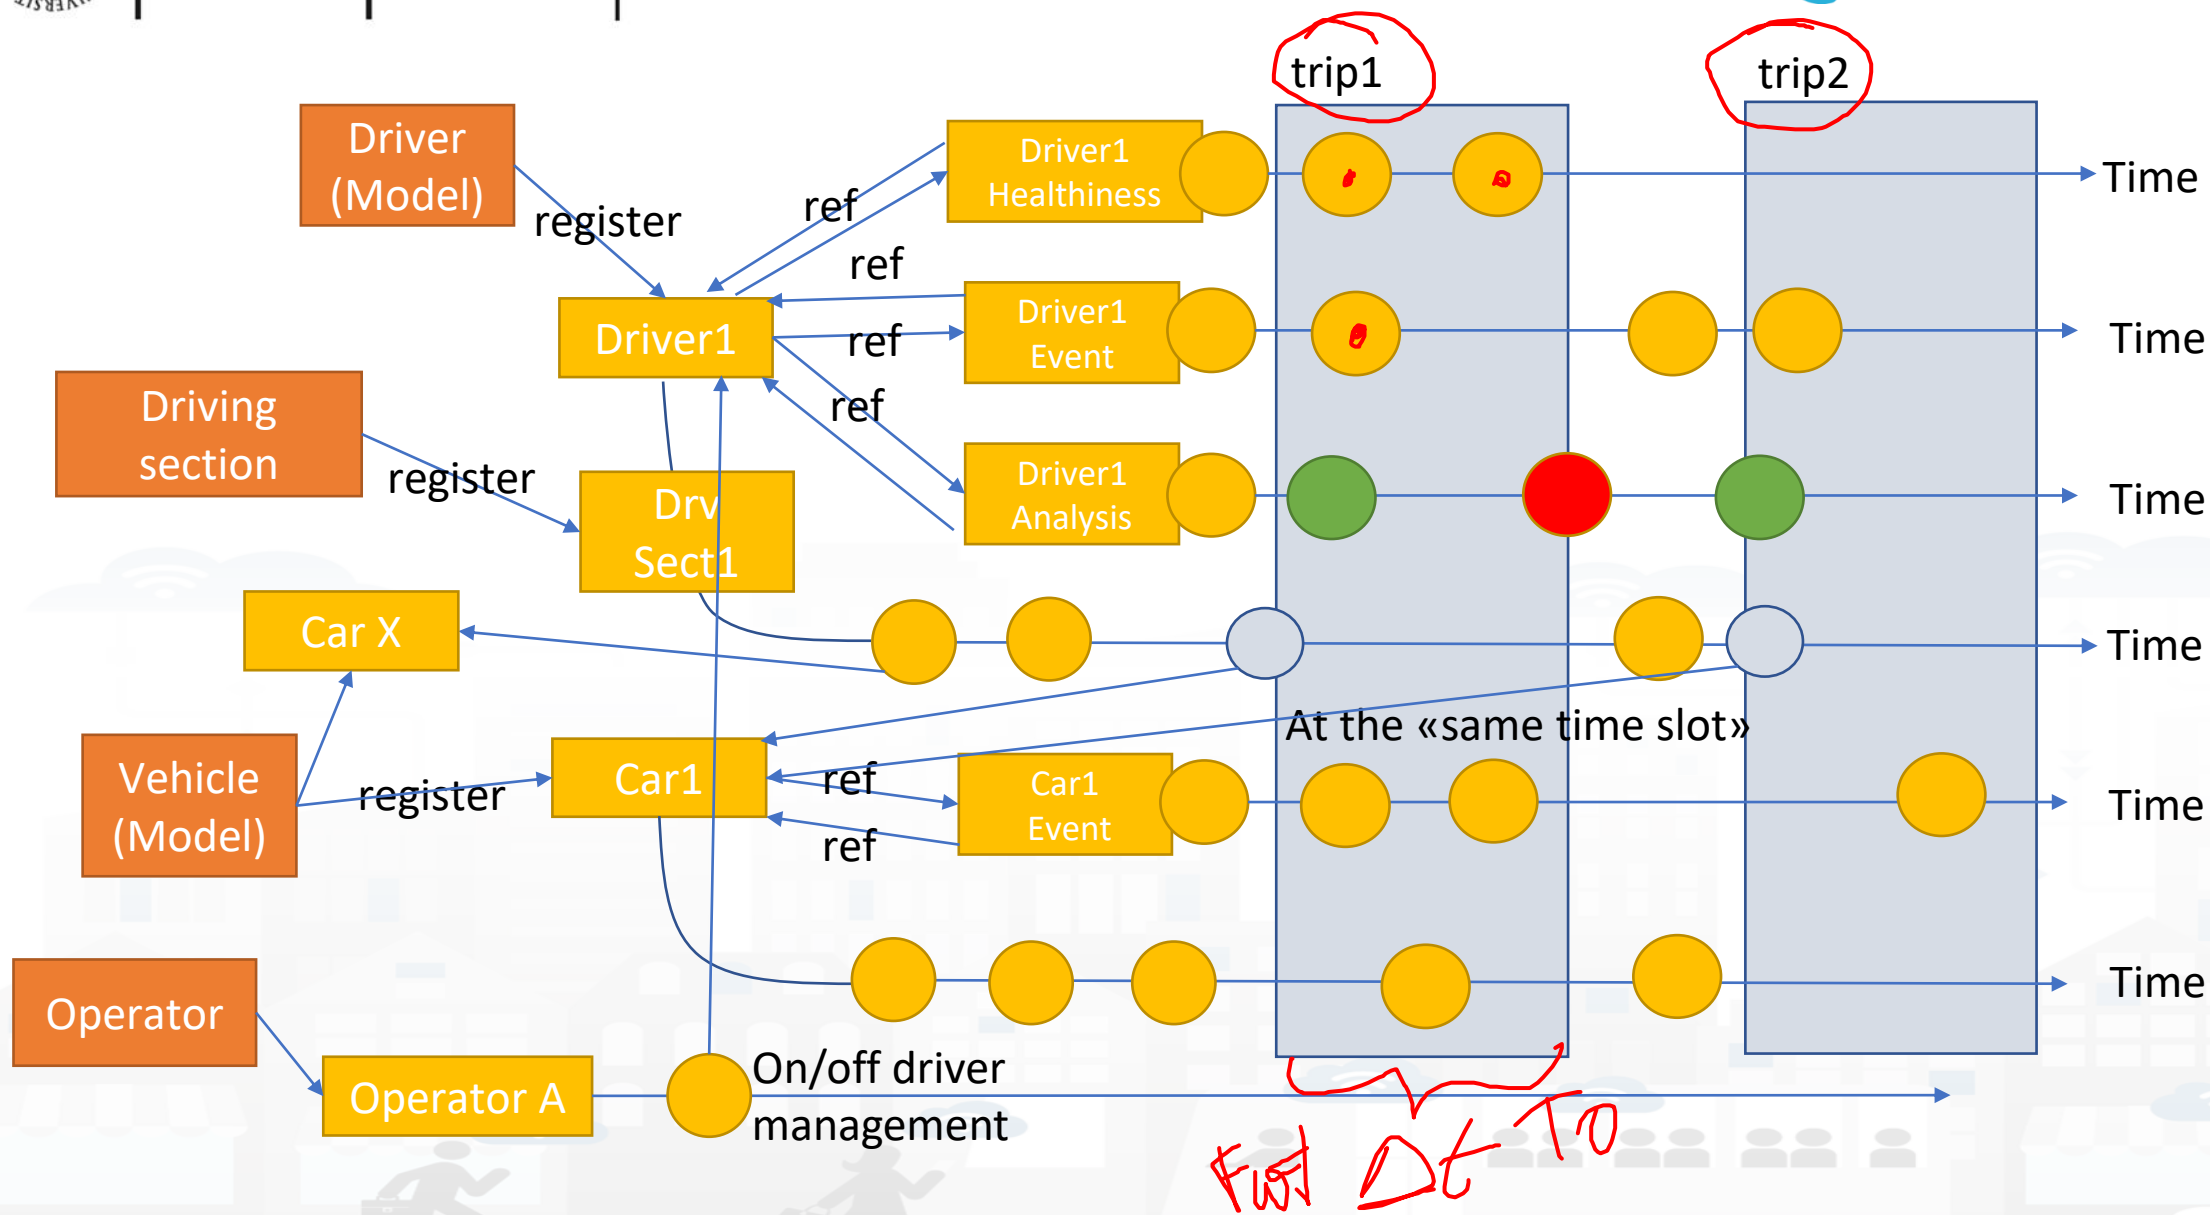 trip1
trip2
Driver
(Model)
register
ref
Driver1
Healthiness
Time
ref
Driver1
ref
Driver1
Event
Time
Driving
section
register
ref
Drv
Sect1
Driver1
Analysis
Time
Car X
Time
At the «same time slot»
Vehicle
(Model)
register
Car1
ref
ref
Car1
Event
Time
Operator
Time
Operator A
On/off driver
management
Δt
TO